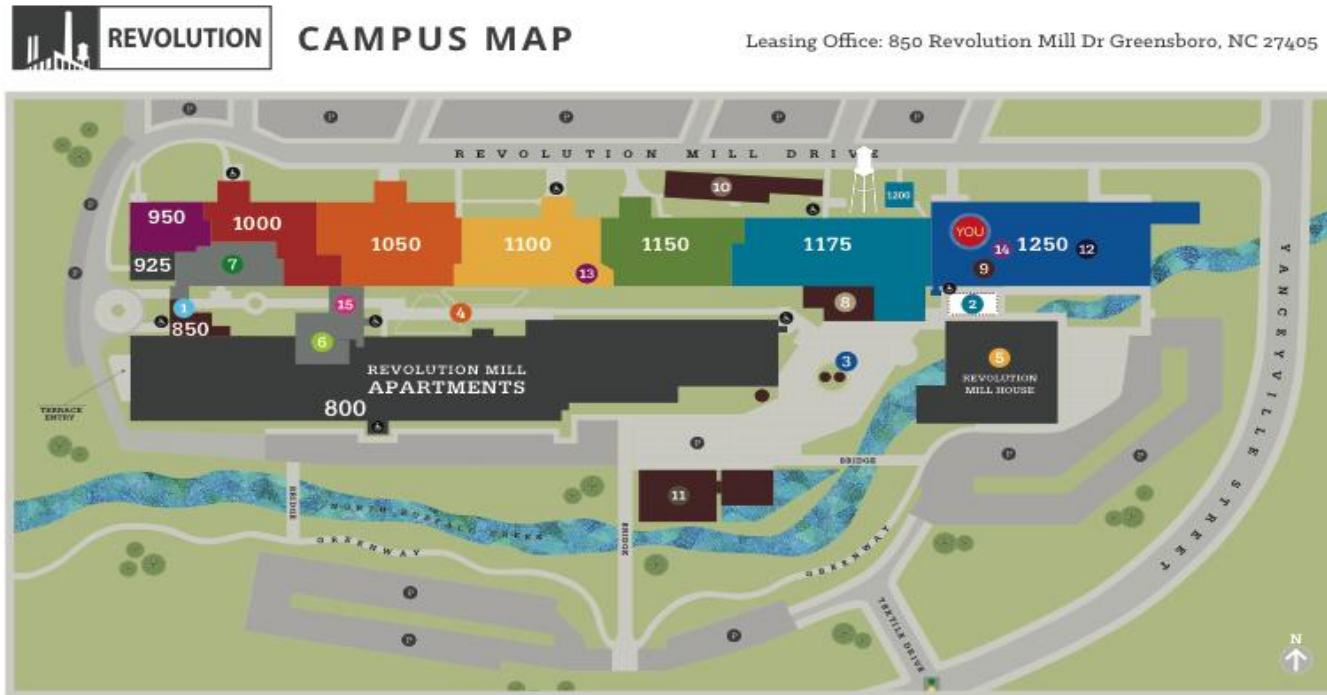 REVOLUTION
CAMPUS MAP
Leasing Office: 850 Revolution Mill Dr Greensboro, NC 27405
P
P
P
P
P
REVOLUTION MILL DRIVE
10
1200
P
950
1000
1050
1100
1150
1175
YOU
14
1250
12
925
7
13
9
P
1
15
4
8
2
850
6
3
5
REVOLUTION MILL
APARTMENTS
REVOLUTION
MILL HOUSE
800
TERRACE
ENTRY
P
P
P
BRIDGE
11
BRIDGE
BRIDGE
NORTH BUFFALO CREEK
GREENWAY
GREENWAY
YANCEYVILLE STREET
TEXTILE DRIVE
P
P
P
N